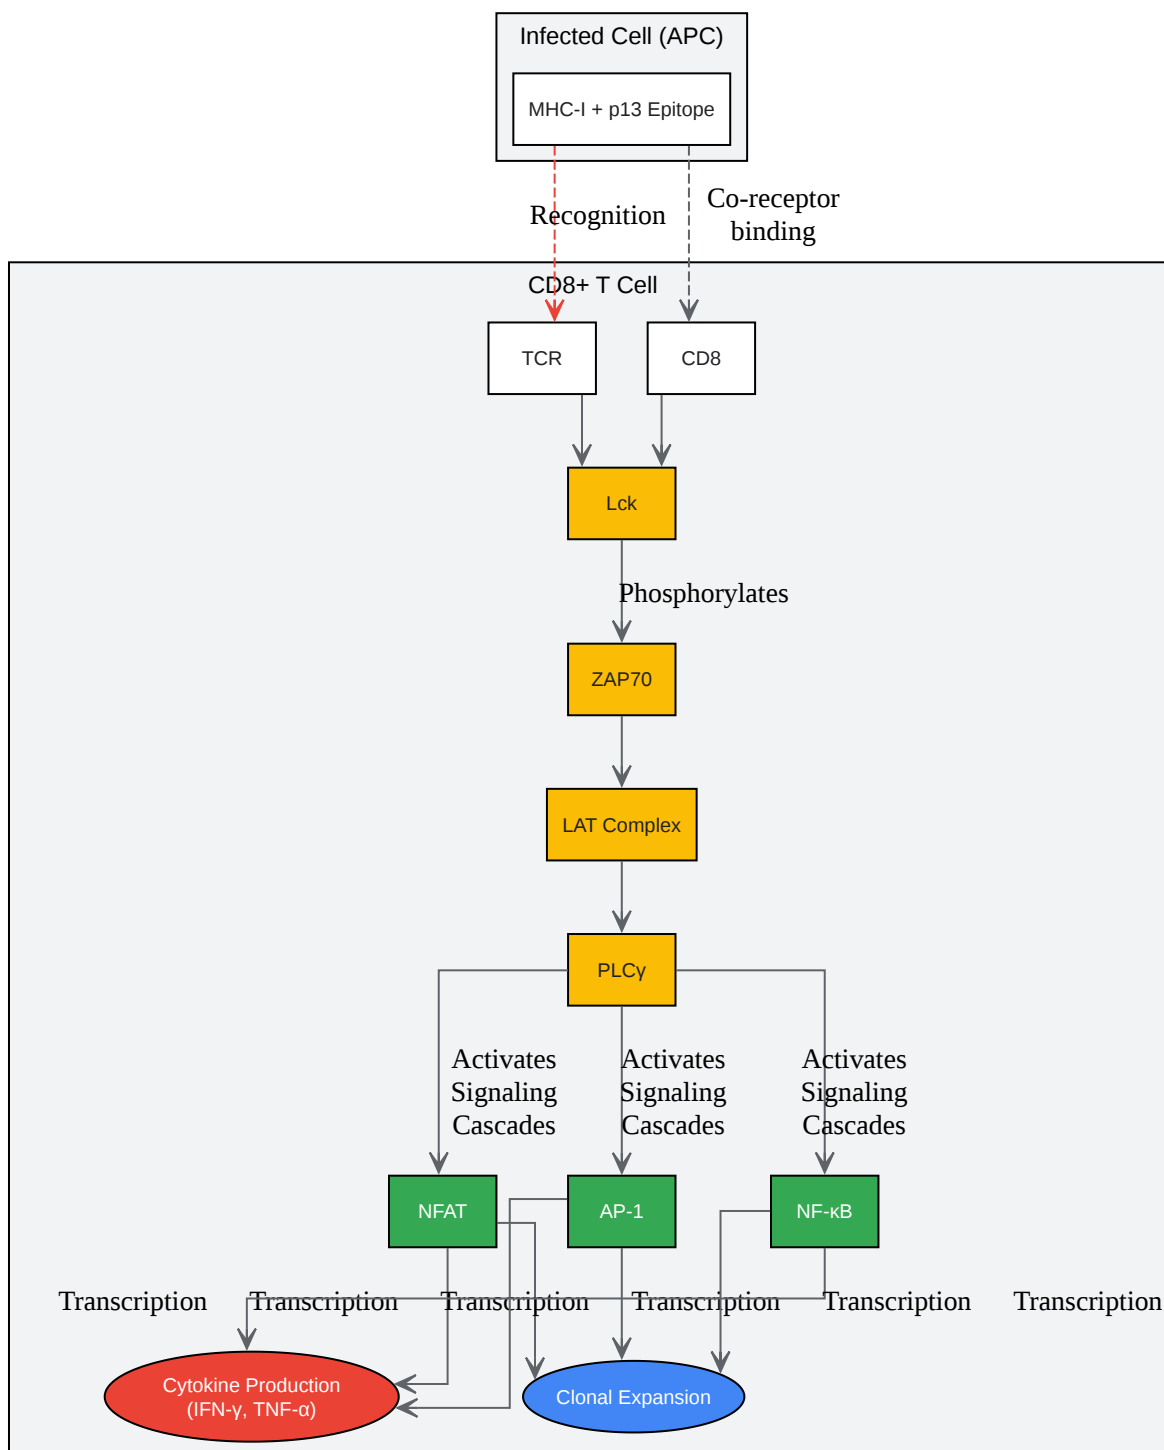 Infected Cell (APC)
MHC-I + p13 Epitope
Recognition
Co-receptor
binding
CD8+ T Cell
TCR
CD8
Lck
Phosphorylates
ZAP70
LAT Complex
PLCγ
Activates
Signaling
Cascades
Activates
Signaling
Cascades
Activates
Signaling
Cascades
NFAT
AP-1
NF-κB
Transcription
Transcription
Transcription
Transcription
Transcription
Transcription
Cytokine Production
(IFN-γ, TNF-α)
Clonal Expansion